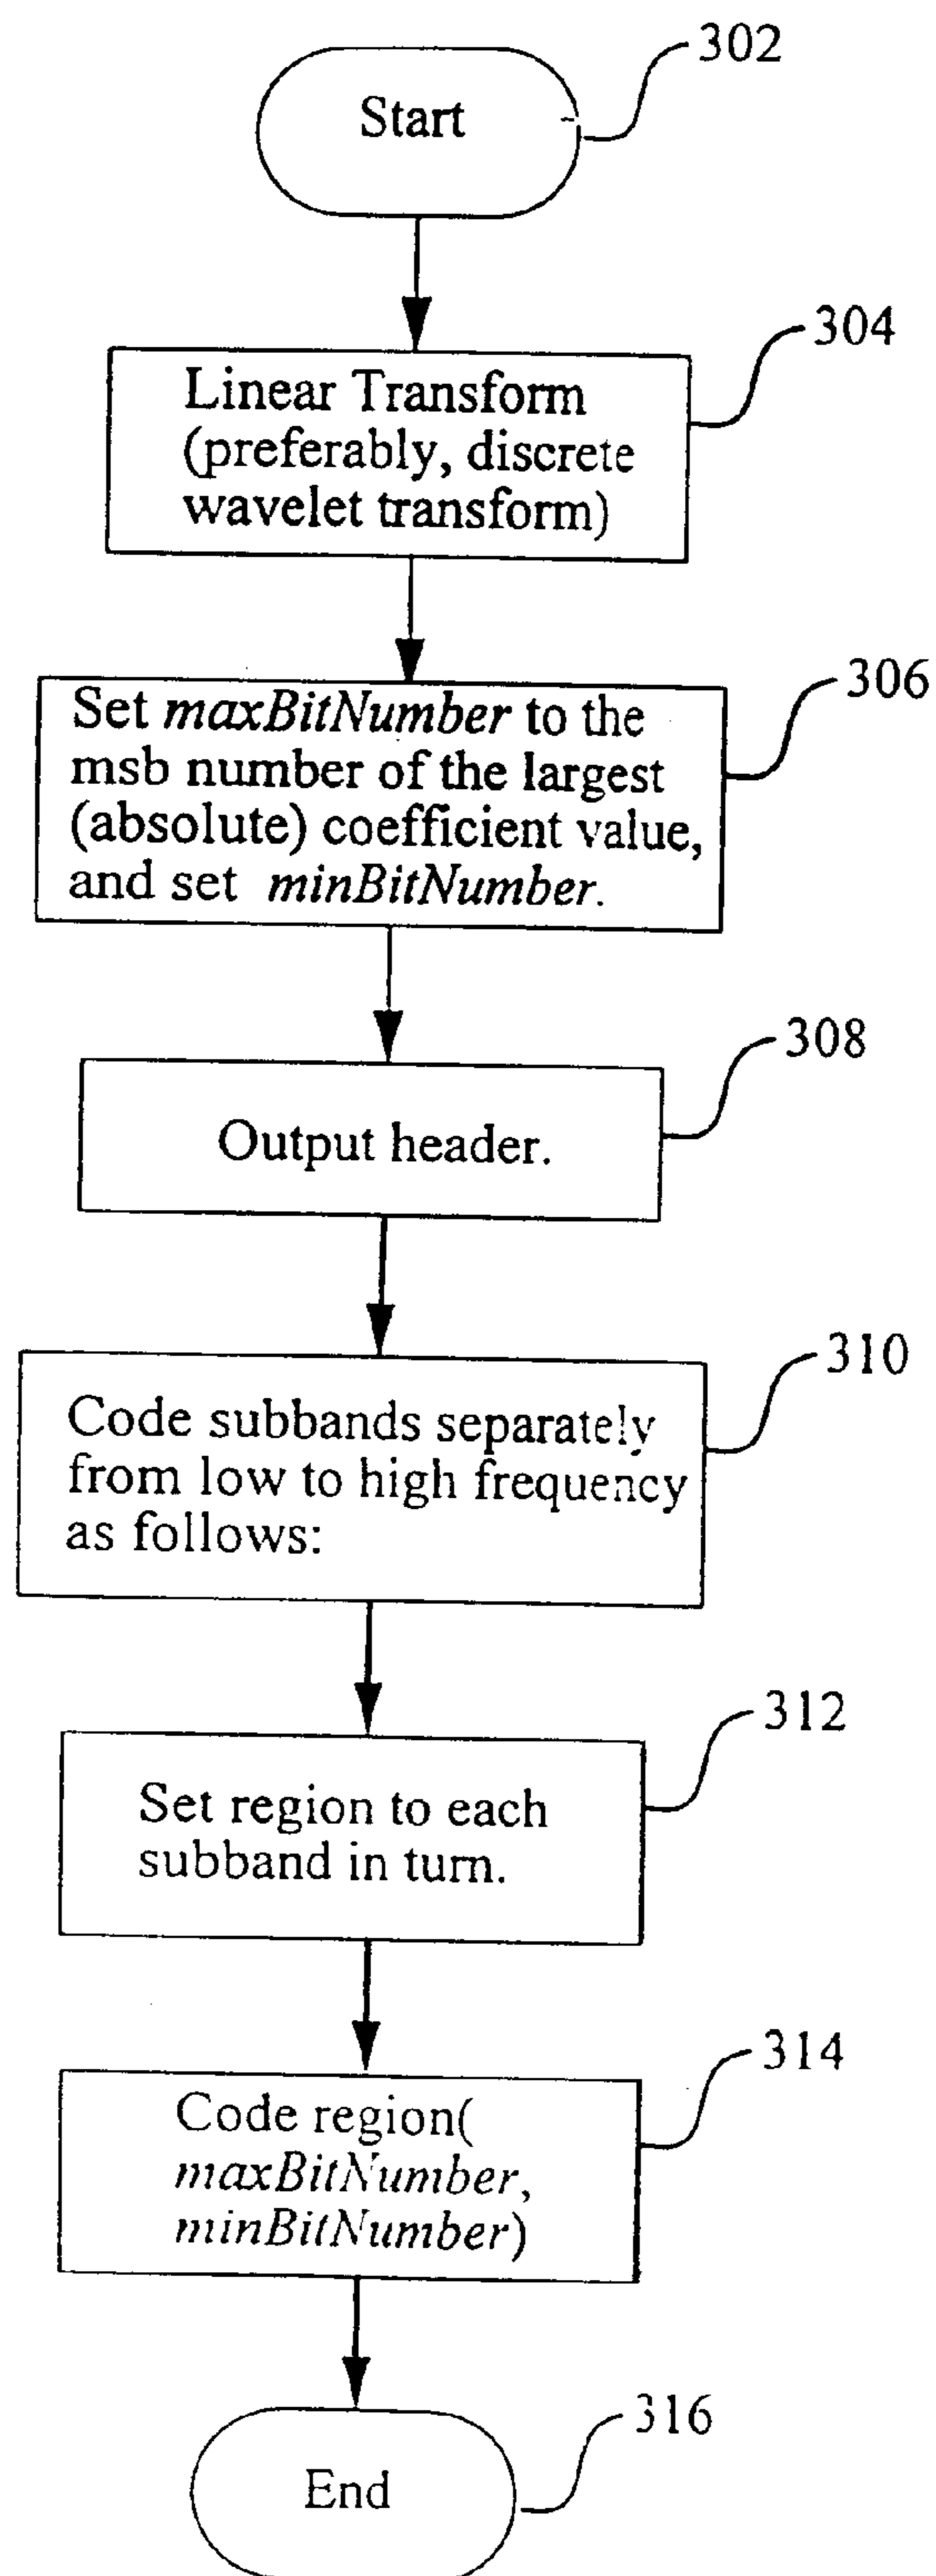 302
Start
304
Linear Transform
(preferably, discrete
wavelet transform)
306
Set maxBitNumber to the
msb number of the largest
(absolute) coefficient value,
and set minBitNumber.
308
Output header.
310
Code subbands separately
from low to high frequency
as follows:
312
Set region to each
subband in turn.
314
Code region(
maxBitNumber,
minBitNumber)
316
End